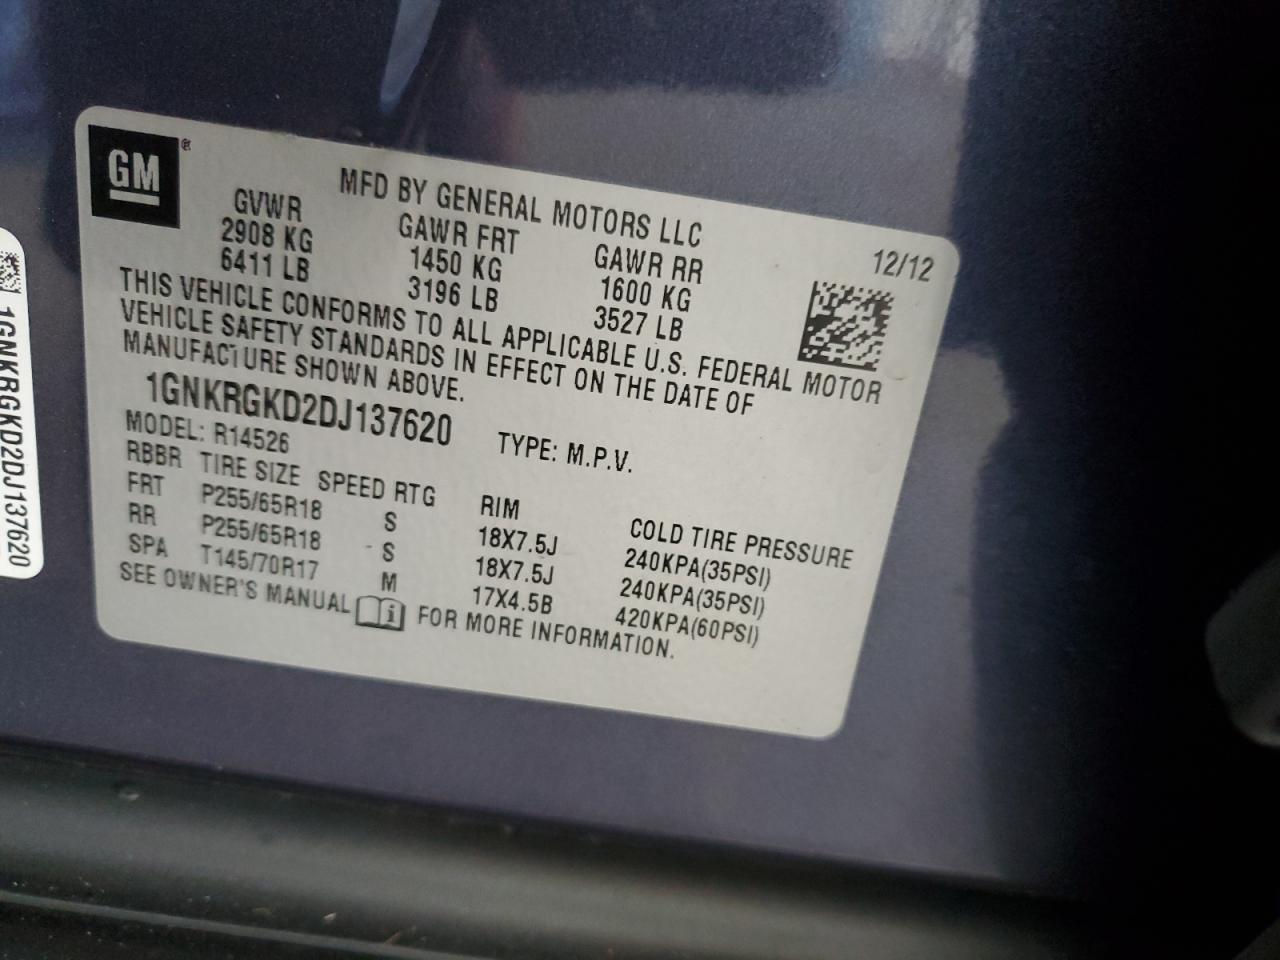 GM
®
MFD BY GENERAL MOTORS LLC
12/12
GVWR GAWR FRT GAWR RR
2908 KG 1450 KG 1600 KG
6411 LB 3196 LB 3527 LB
THIS VEHICLE CONFORMS TO ALL APPLICABLE U.S. FEDERAL MOTOR
VEHICLE SAFETY STANDARDS IN EFFECT ON THE DATE OF
MANUFACTURE SHOWN ABOVE.
1GNKRGKD2DJ137620 TYPE: M.P.V.
MODEL: R14526
RBBR TIRE SIZE SPEED RTG RIM COLD TIRE PRESSURE
FRT P255/65R18 S 18X7.5J 240KPA(35PSI)
RR P255/65R18 S 18X7.5J 240KPA(35PSI)
SPA T145/70R17 M 17X4.5B 420KPA(60PSI)
SEE OWNER'S MANUAL i FOR MORE INFORMATION.
1GNKRGKD2DJ137620